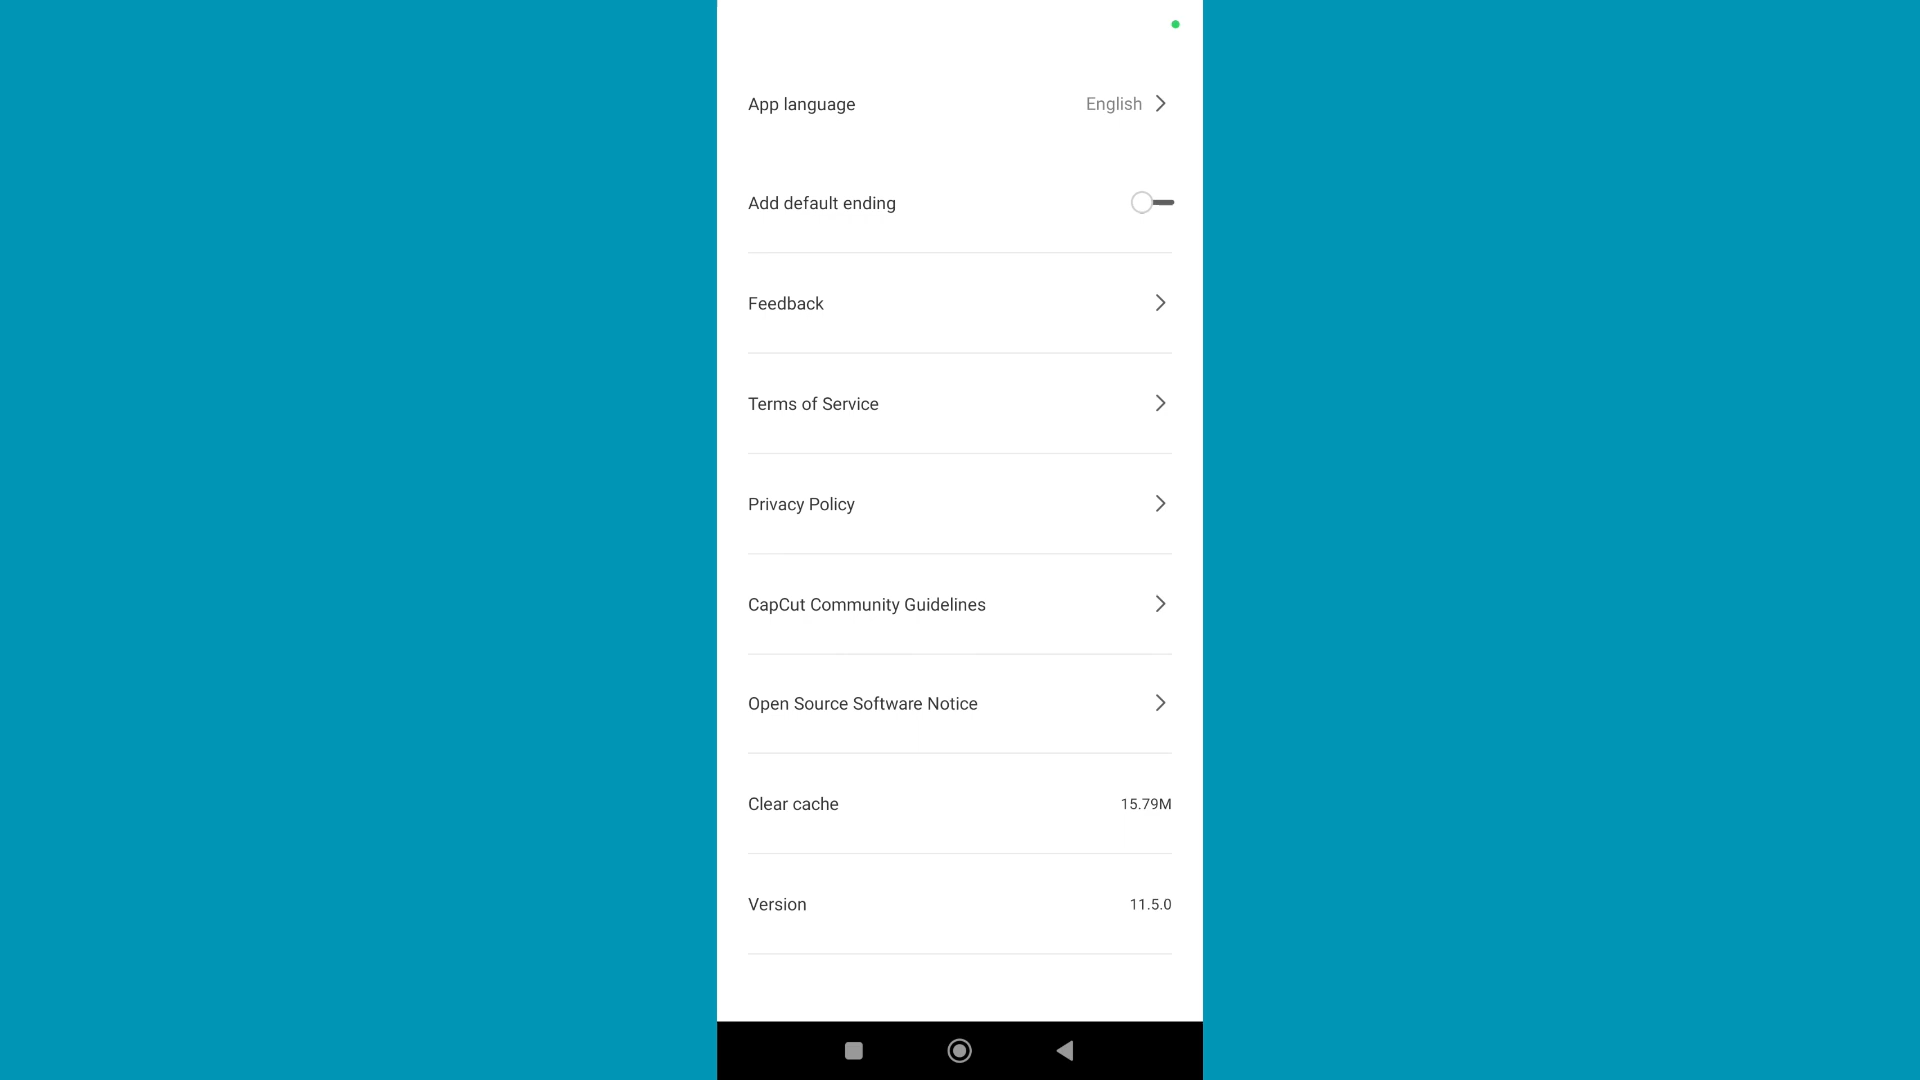 App language English
Add default ending
Feedback
Terms of Service
Privacy Policy
CapCut Community Guidelines
Open Source Software Notice
Clear cache 15.79M
Version 11.5.0